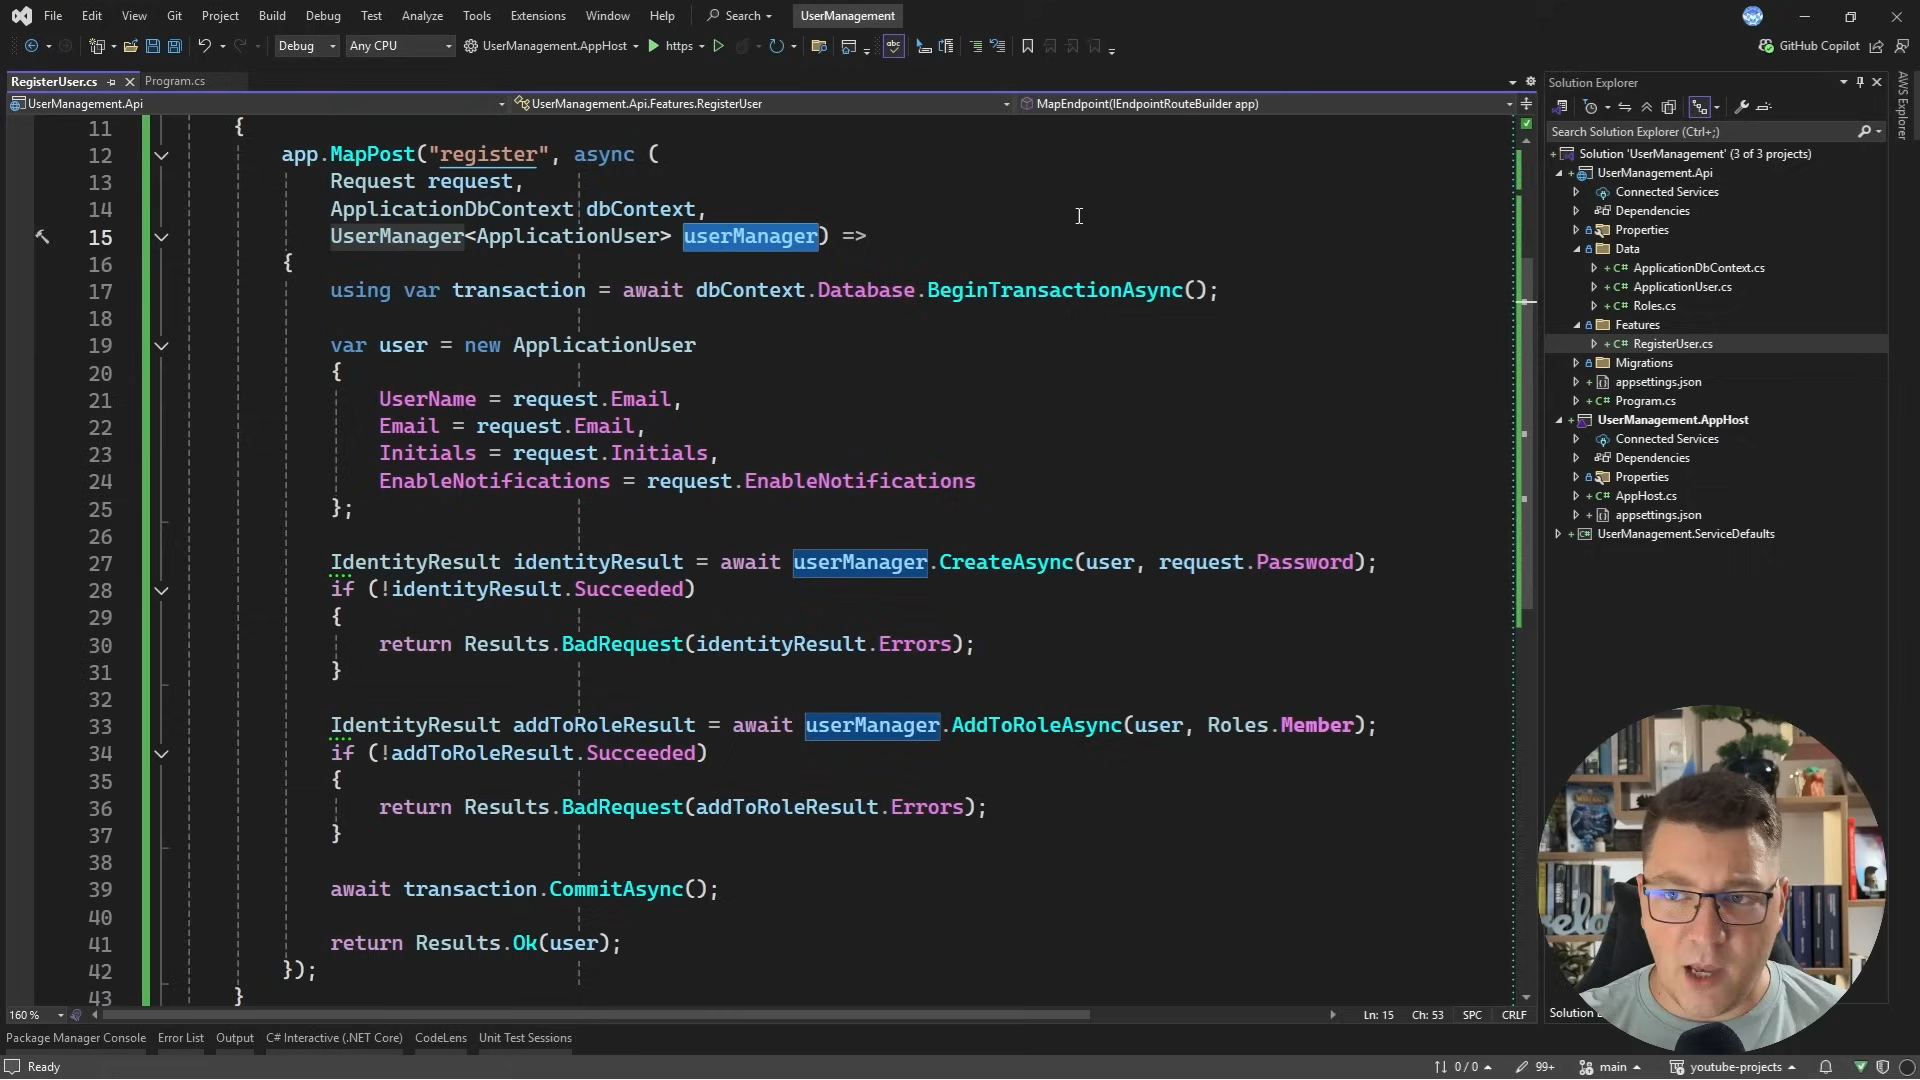 File Edit View Git Project Build Debug Test Analyze Tools Extensions Window Help Search UserManagement
Debug Any CPU UserManagement.AppHost https GitHub Copilot
RegisterUser.cs Program.cs
UserManagement.Api UserManagement.Api.Features.RegisterUser MapEndpoint(IEndpointRouteBuilder app)
11 {
12 app.MapPost("register", async (
13 Request request,
14 ApplicationDbContext dbContext,
15 UserManager<ApplicationUser> userManager) =>
16 {
17 using var transaction = await dbContext.Database.BeginTransactionAsync();
18
19 var user = new ApplicationUser
20 {
21 UserName = request.Email,
22 Email = request.Email,
23 Initials = request.Initials,
24 EnableNotifications = request.EnableNotifications
25 };
26
27 IdentityResult identityResult = await userManager.CreateAsync(user, request.Password);
28 if (!identityResult.Succeeded)
29 {
30 return Results.BadRequest(identityResult.Errors);
31 }
32
33 IdentityResult addToRoleResult = await userManager.AddToRoleAsync(user, Roles.Member);
34 if (!addToRoleResult.Succeeded)
35 {
36 return Results.BadRequest(addToRoleResult.Errors);
37 }
38
39 await transaction.CommitAsync();
40
41 return Results.Ok(user);
42 });
43 }
160 % Ln: 15 Ch: 53 SPC CRLF
Package Manager Console Error List Output C# Interactive (.NET Core) CodeLens Unit Test Sessions
Ready 0 / 0 99+ main youtube-projects
Solution Explorer
Search Solution Explorer (Ctrl+;)
Solution 'UserManagement' (3 of 3 projects)
UserManagement.Api
Connected Services
Dependencies
Properties
Data
C# ApplicationDbContext.cs
C# ApplicationUser.cs
C# Roles.cs
Features
C# RegisterUser.cs
Migrations
appsettings.json
C# Program.cs
UserManagement.AppHost
Connected Services
Dependencies
Properties
C# AppHost.cs
appsettings.json
UserManagement.ServiceDefaults
Solution
AWS Explorer